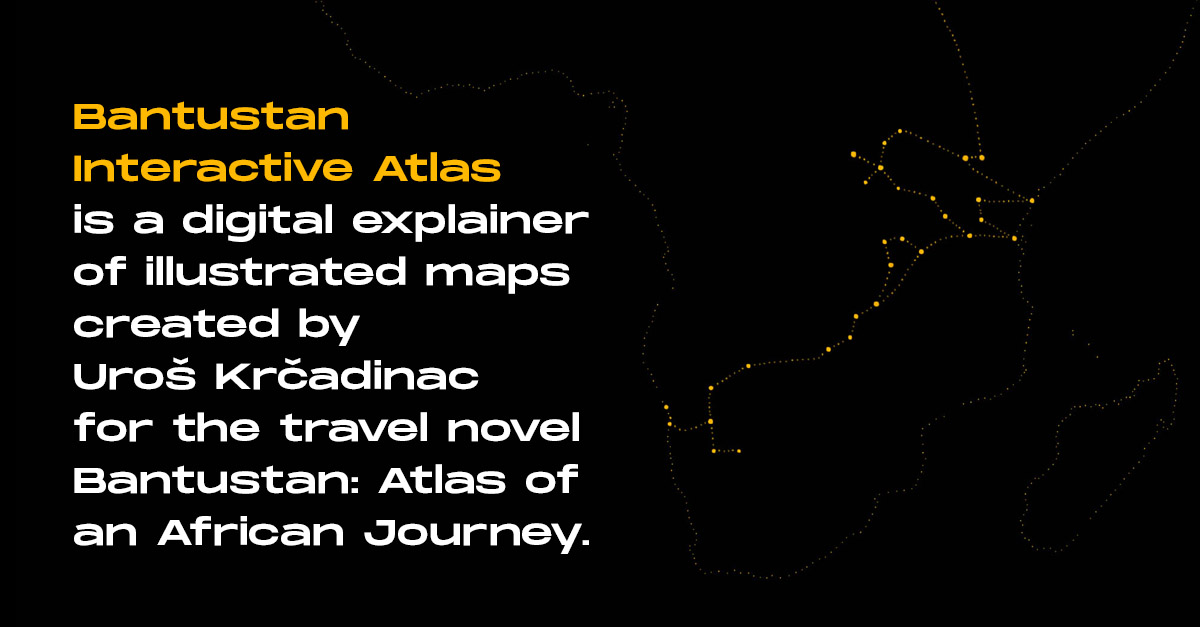 Bantustan
Interactive Atlas
is a digital explainer
of illustrated maps
created by
Uroš Krčadinac
for the travel novel
Bantustan: Atlas of
an African Journey.